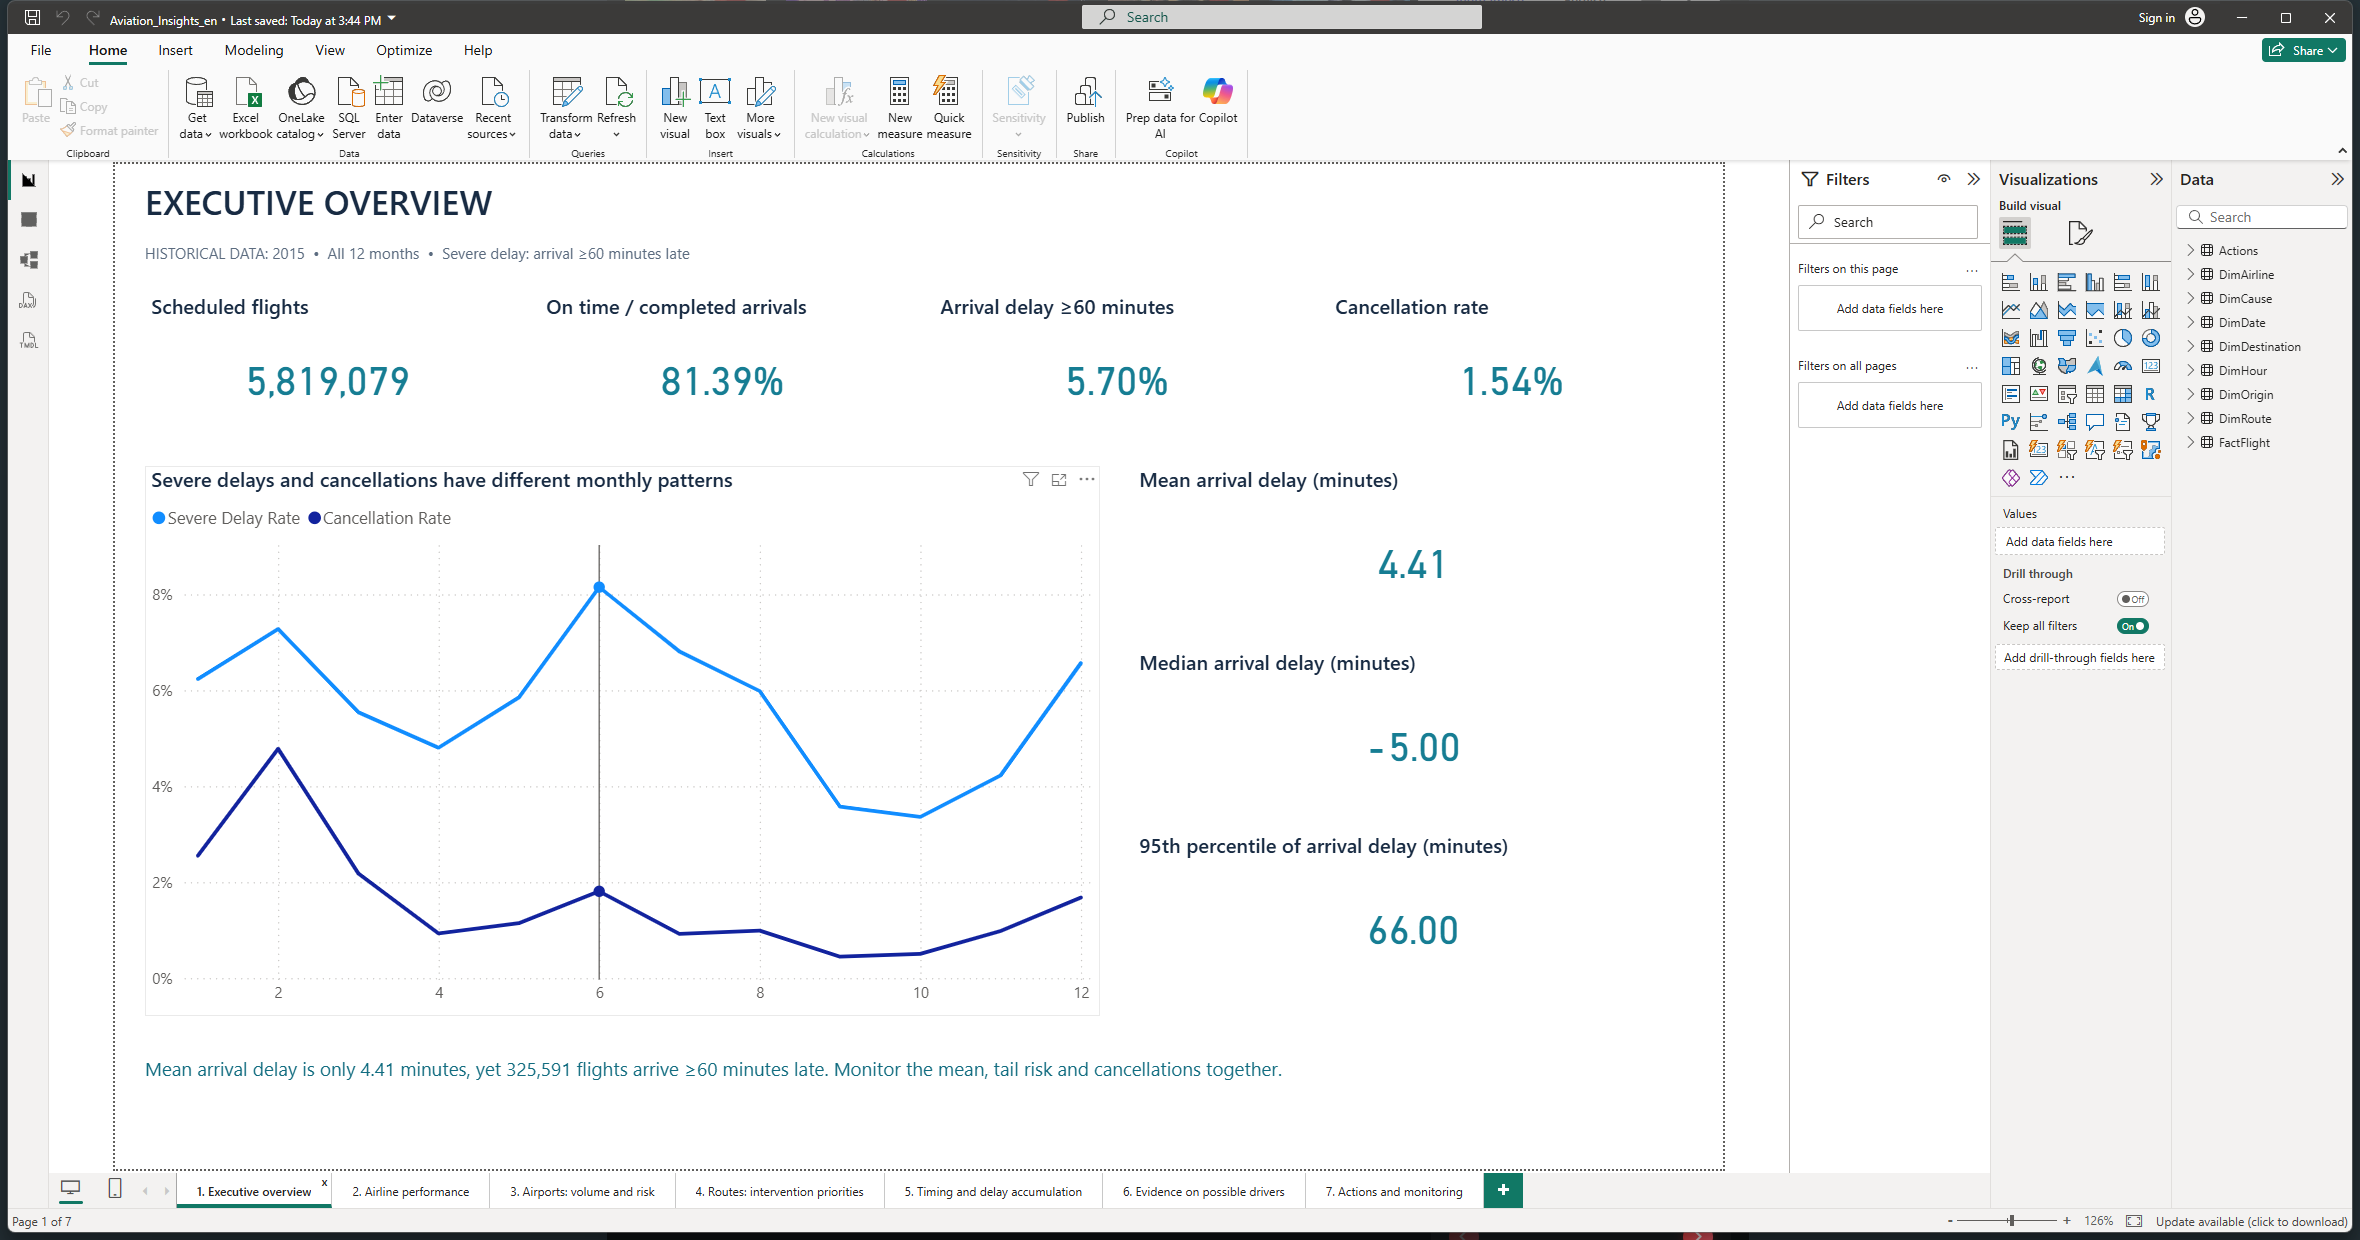 Aviation_Insights_en • Last saved: Today at 3:44 PM
Search
Sign in
File
Home
Insert
Modeling
View
Optimize
Help
Share
Paste
Cut
Copy
Format painter
Clipboard
Get data
Excel workbook
OneLake catalog
SQL Server
Enter data
Dataverse
Recent sources
Data
Transform data
Refresh
Queries
New visual
Text box
More visuals
Insert
New visual calculation
New measure
Quick measure
Calculations
Sensitivity
Sensitivity
Publish
Share
Prep data for AI
Copilot
Copilot
DAX
TMDL
EXECUTIVE OVERVIEW
HISTORICAL DATA: 2015 • All 12 months • Severe delay: arrival ≥60 minutes late
Scheduled flights
5,819,079
On time / completed arrivals
81.39%
Arrival delay ≥60 minutes
5.70%
Cancellation rate
1.54%
Severe delays and cancellations have different monthly patterns
Severe Delay Rate
Cancellation Rate
8%
6%
4%
2%
0%
2 4 6 8 10 12
Mean arrival delay (minutes)
4.41
Median arrival delay (minutes)
-5.00
95th percentile of arrival delay (minutes)
66.00
Mean arrival delay is only 4.41 minutes, yet 325,591 flights arrive ≥60 minutes late. Monitor the mean, tail risk and cancellations together.
Filters
Search
Filters on this page
Add data fields here
Filters on all pages
Add data fields here
Visualizations
Build visual
123
R
Py
123
Values
Add data fields here
Drill through
Cross-report
Off
Keep all filters
On
Add drill-through fields here
Data
Search
Actions
DimAirline
DimCause
DimDate
DimDestination
DimHour
DimOrigin
DimRoute
FactFlight
1. Executive overview
x
2. Airline performance
3. Airports: volume and risk
4. Routes: intervention priorities
5. Timing and delay accumulation
6. Evidence on possible drivers
7. Actions and monitoring
+
Page 1 of 7
- + 126%
Update available (click to download)